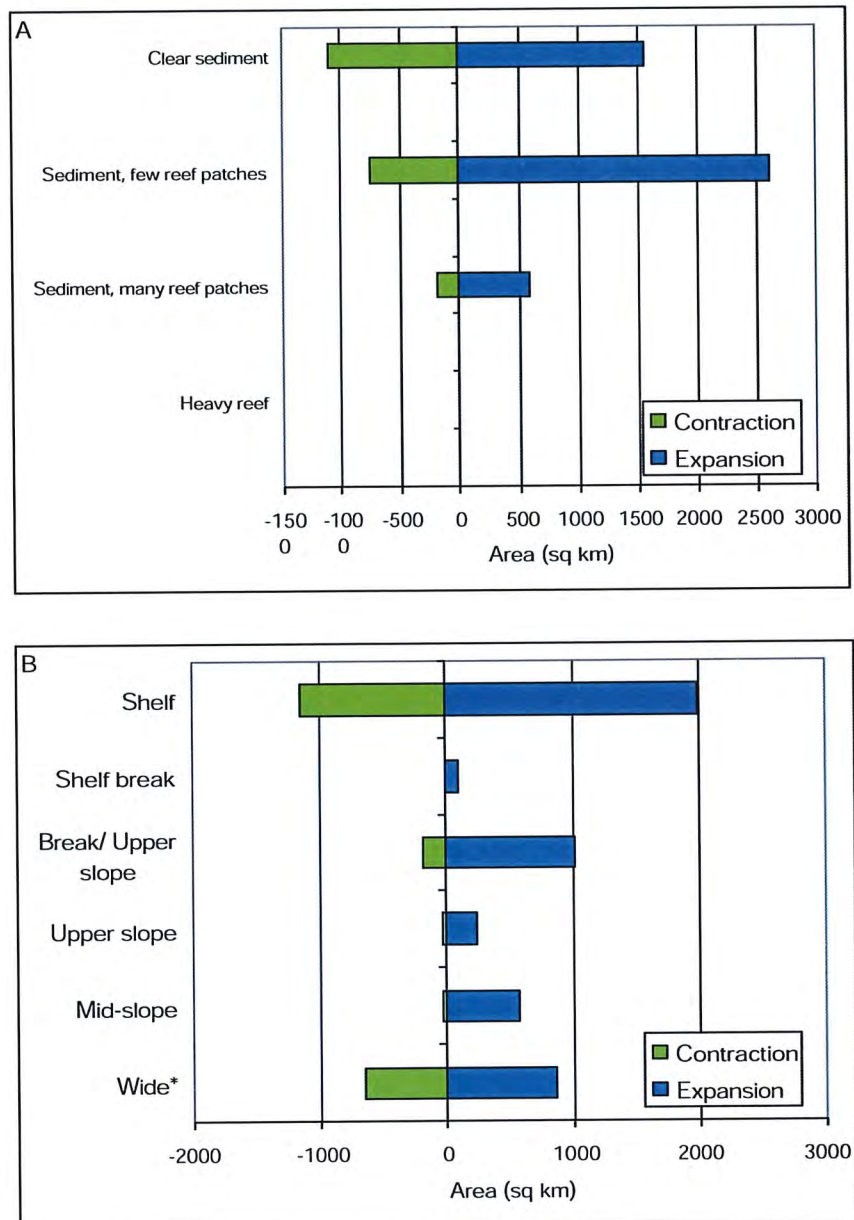 A
Clear sediment
Sediment, few reef patches
Sediment, many reef patches
Heavy reef
Contraction
Expansion
-150
0
-100
0
-500
0
500
1000
1500
2000
2500
3000
Area (sq km)
B
Shelf
Shelf break
Break/ Upper
slope
Upper slope
Mid-slope
Wide*
Contraction
Expansion
-2000
-1000
0
1000
2000
3000
Area (sq km)